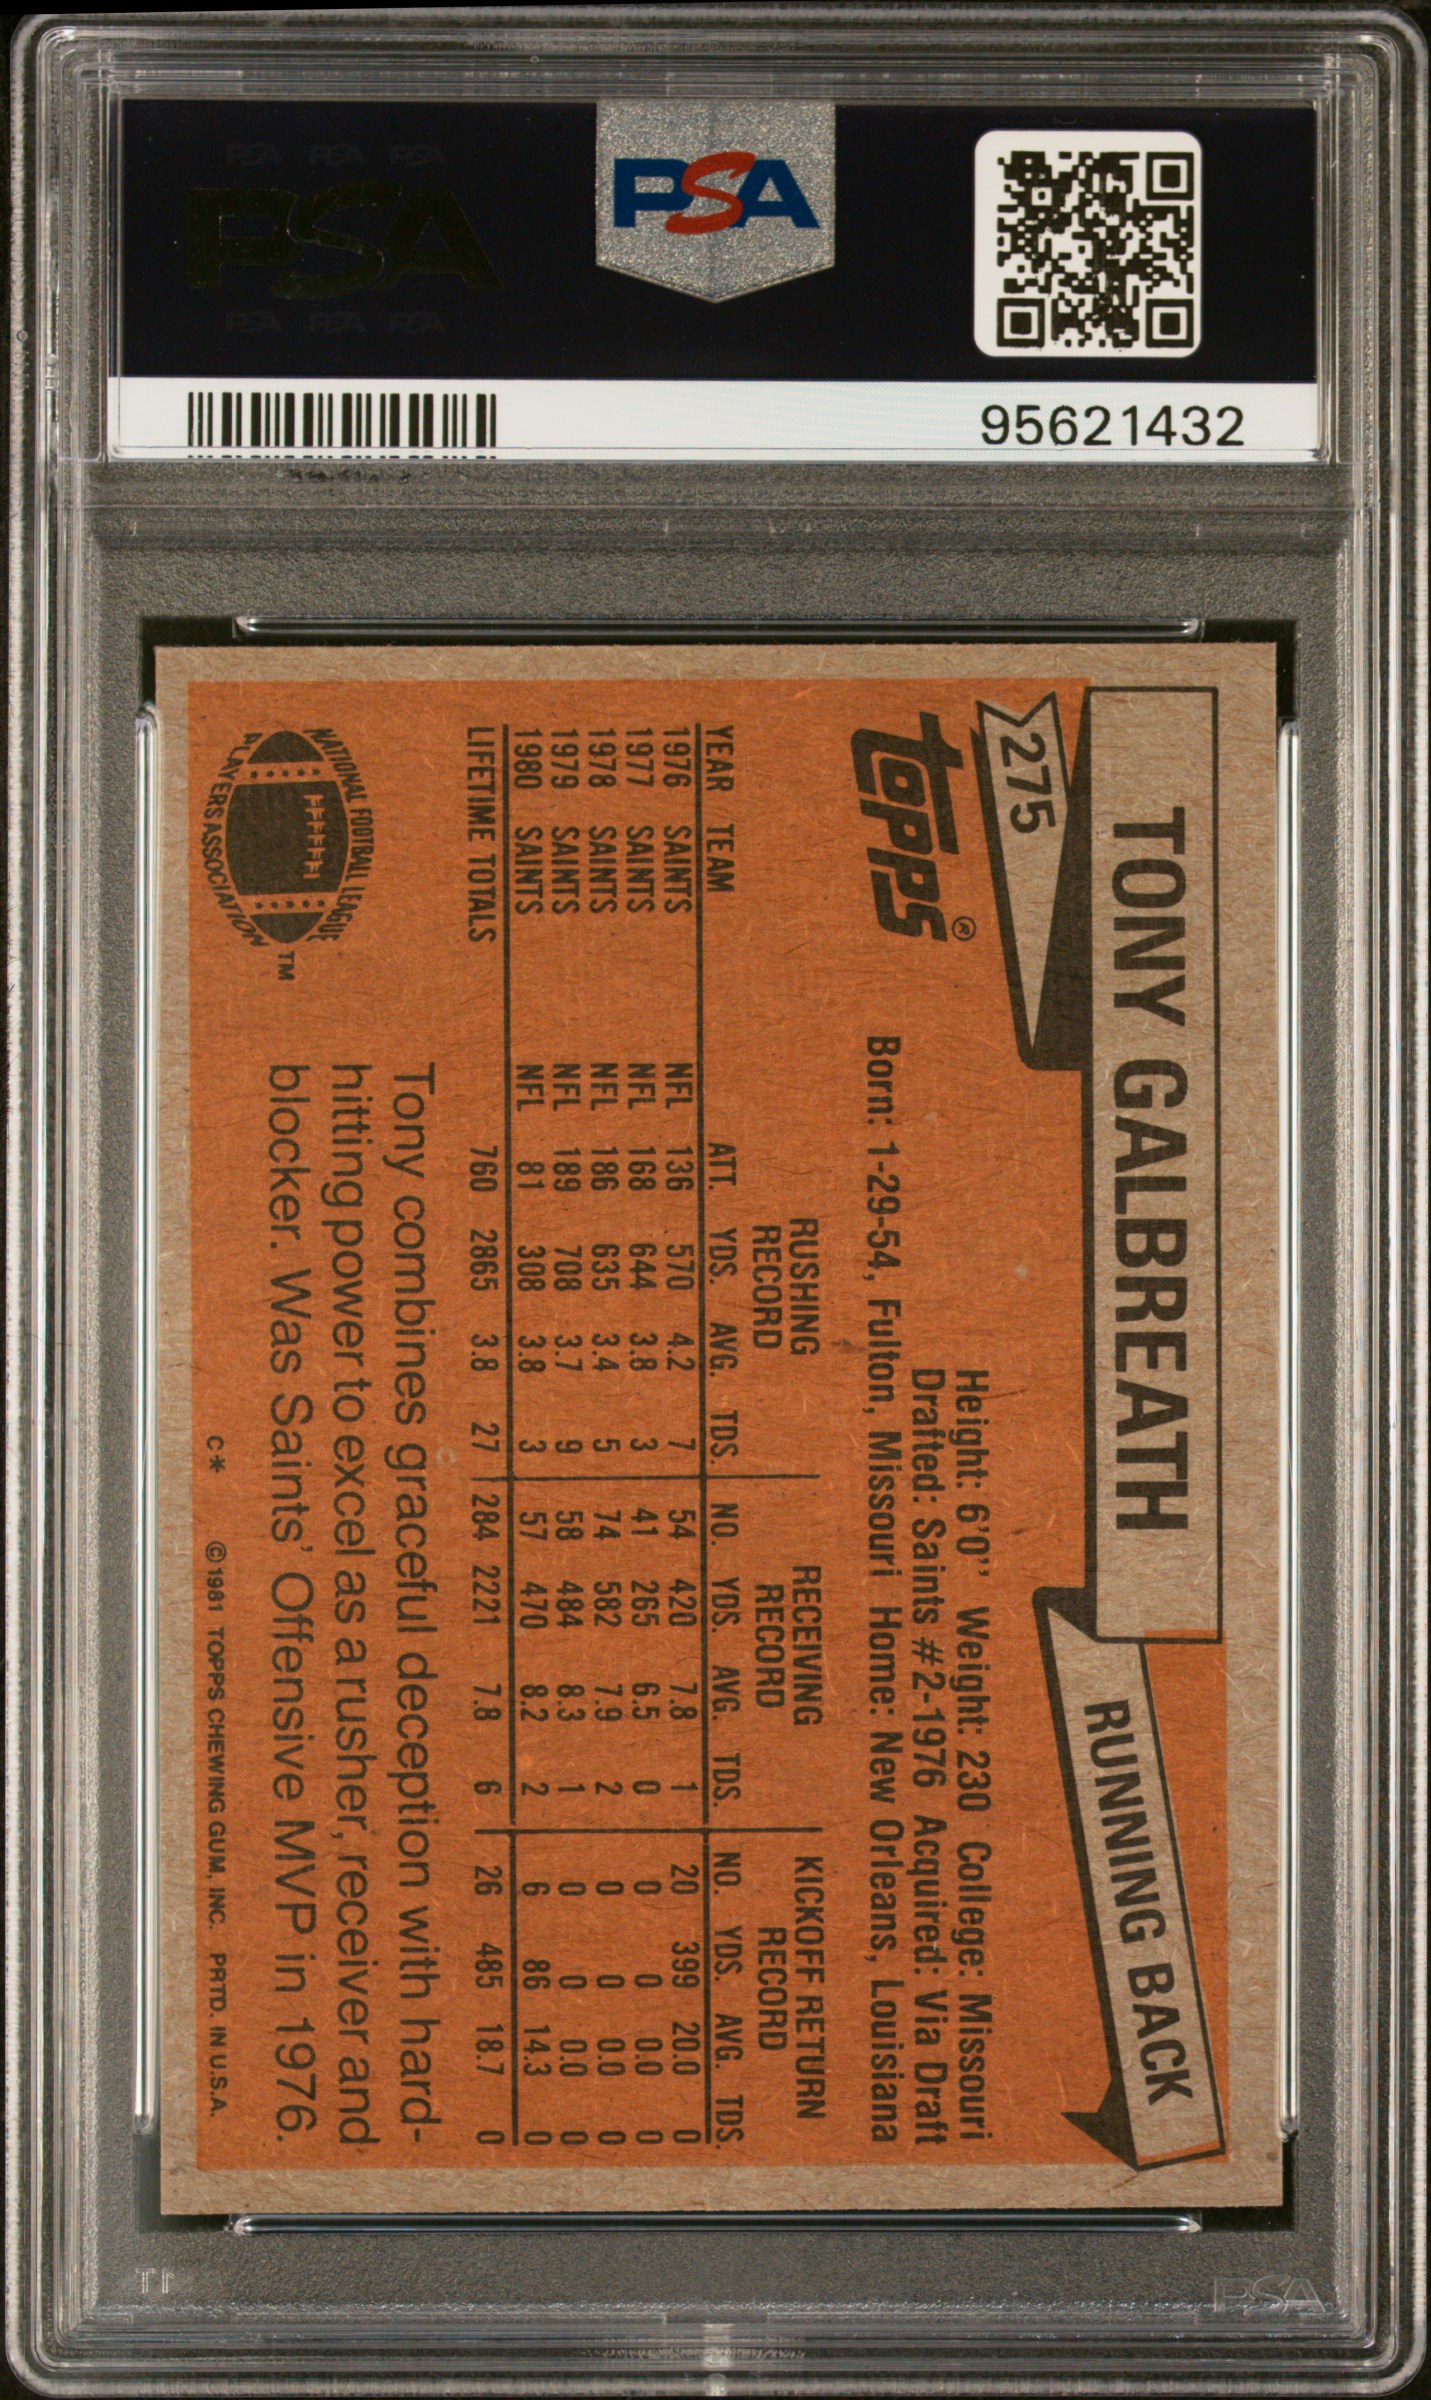 PSA PSA PSA
PSA
PSA PSA PSA
PSA
95621432
275
TONY GALBREATH
RUNNING BACK
TOPPS®
Height: 6'0" Weight: 230 College: Missouri
Drafted: Saints #2-1976 Acquired: Via Draft
Born: 1-29-54, Fulton, Missouri Home: New Orleans, Louisiana
RUSHING RECORD RECEIVING RECORD KICKOFF RETURN RECORD
YEAR TEAM ATT. YDS. AVG. TDS. NO. YDS. AVG. TDS. NO. YDS. AVG. TDS.
1976 SAINTS NFL 136 570 4.2 7 54 420 7.8 1 20 399 20.0 0
1977 SAINTS NFL 168 644 3.8 3 41 265 6.5 0 0 0 0.0 0
1978 SAINTS NFL 186 635 3.4 5 74 582 7.9 2 0 0 0.0 0
1979 SAINTS NFL 189 708 3.7 9 58 484 8.3 1 0 0 0.0 0
1980 SAINTS NFL 81 308 3.8 3 57 470 8.2 2 6 86 14.3 0
LIFETIME TOTALS 760 2865 3.8 27 284 2221 7.8 6 26 485 18.7 0
NATIONAL FOOTBALL LEAGUE
PLAYERS ASSOCIATION TM
Tony combines graceful deception with hard-
hitting power to excel as a rusher, receiver and
blocker. Was Saints' Offensive MVP in 1976.
C* © 1981 TOPPS CHEWING GUM, INC. PRTD. IN U.S.A.
PSA